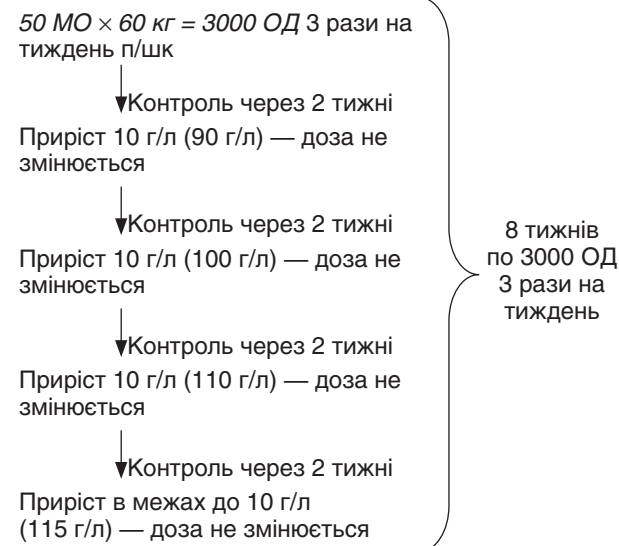 50 МО × 60 кг = 3000 ОД 3 рази на
тиждень п/шк
Контроль через 2 тижні
Приріст 10 г/л (90 г/л) — доза не
змінюється
Контроль через 2 тижні
Приріст 10 г/л (100 г/л) — доза не
змінюється
Контроль через 2 тижні
Приріст 10 г/л (110 г/л) — доза не
змінюється
Контроль через 2 тижні
Приріст в межах до 10 г/л
(115 г/л) — доза не змінюється
8 тижнів
по 3000 ОД
3 рази на
тиждень